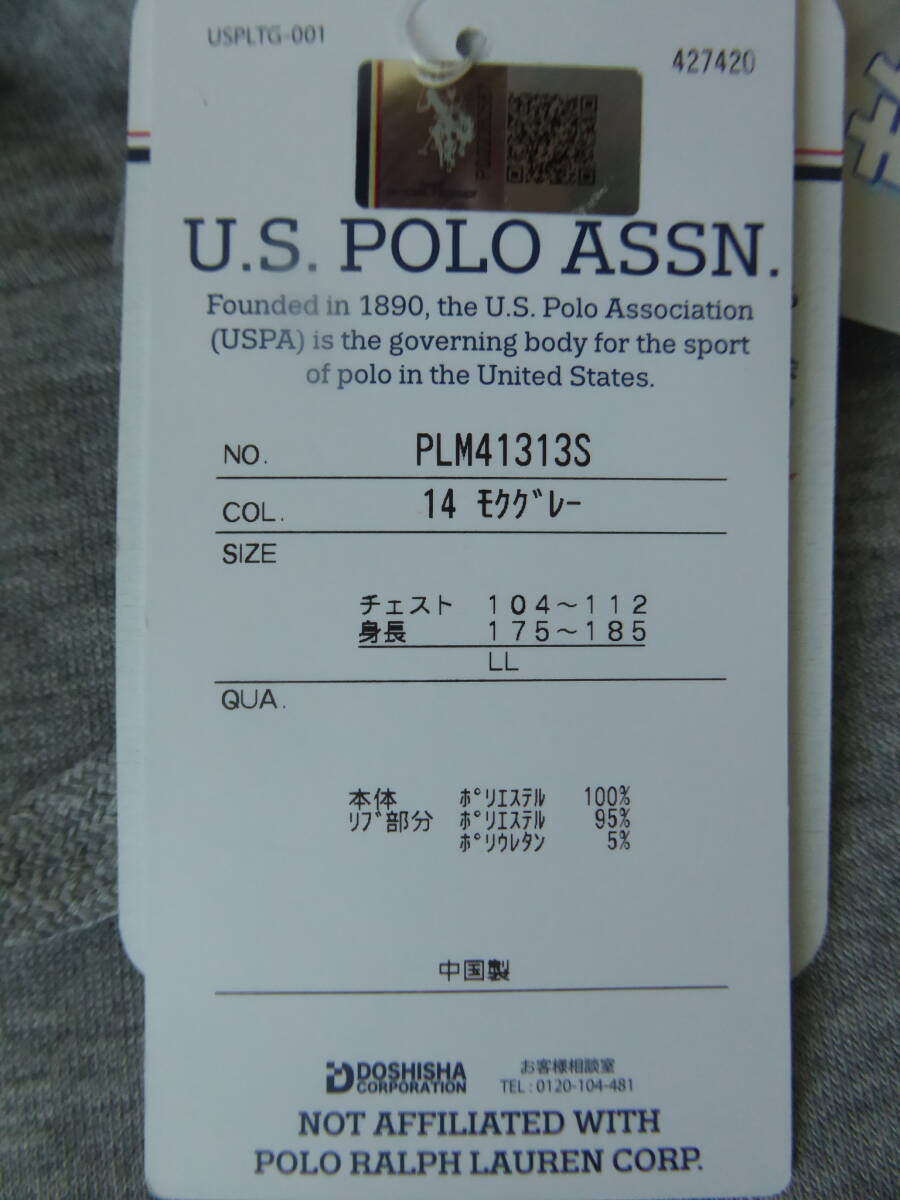 USPLTG-001
427420
U.S. POLO ASSN.
Founded in 1890, the U.S. Polo Association
(USPA) is the governing body for the sport
of polo in the United States.
NO. PLM41313S
COL. 14 ﾓｸｸﾞﾚｰ
SIZE
チェスト 104～112
身長 175～185
LL
QUA.
本体 ﾎﾟﾘｴｽﾃﾙ 100%
ﾘﾌﾞ部分 ﾎﾟﾘｴｽﾃﾙ 95%
ﾎﾟﾘｳﾚﾀﾝ 5%
中国製
DOSHISHA CORPORATION
お客様相談室
TEL:0120-104-481
NOT AFFILIATED WITH
POLO RALPH LAUREN CORP.